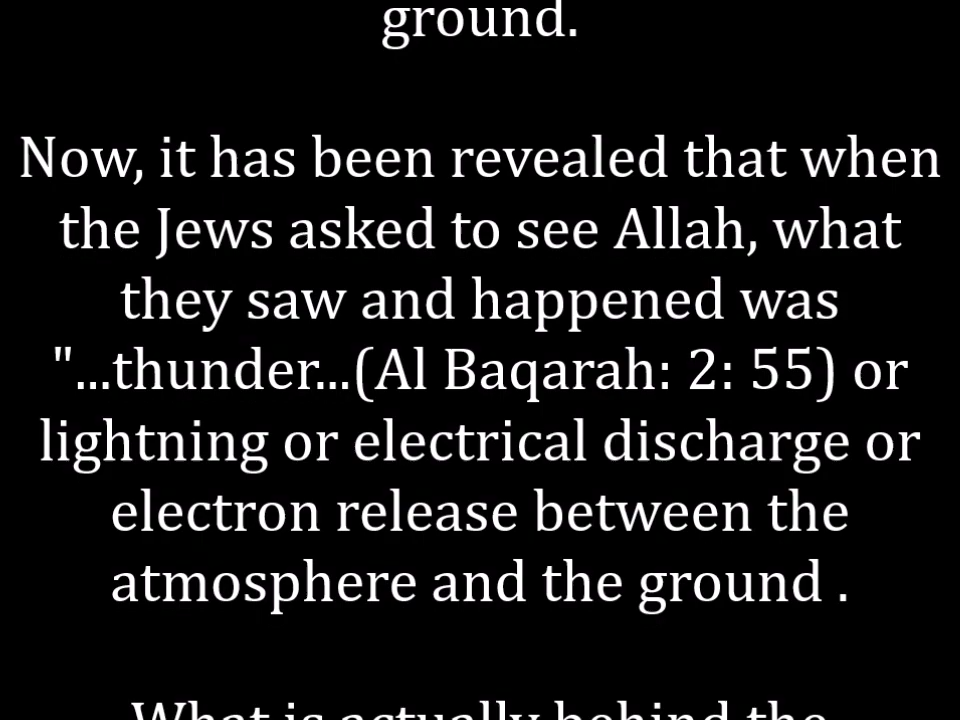 ground.
Now, it has been revealed that when
the Jews asked to see Allah, what
they saw and happened was
"...thunder...(Al Baqarah: 2: 55) or
lightning or electrical discharge or
electron release between the
atmosphere and the ground .
What is actually behind the